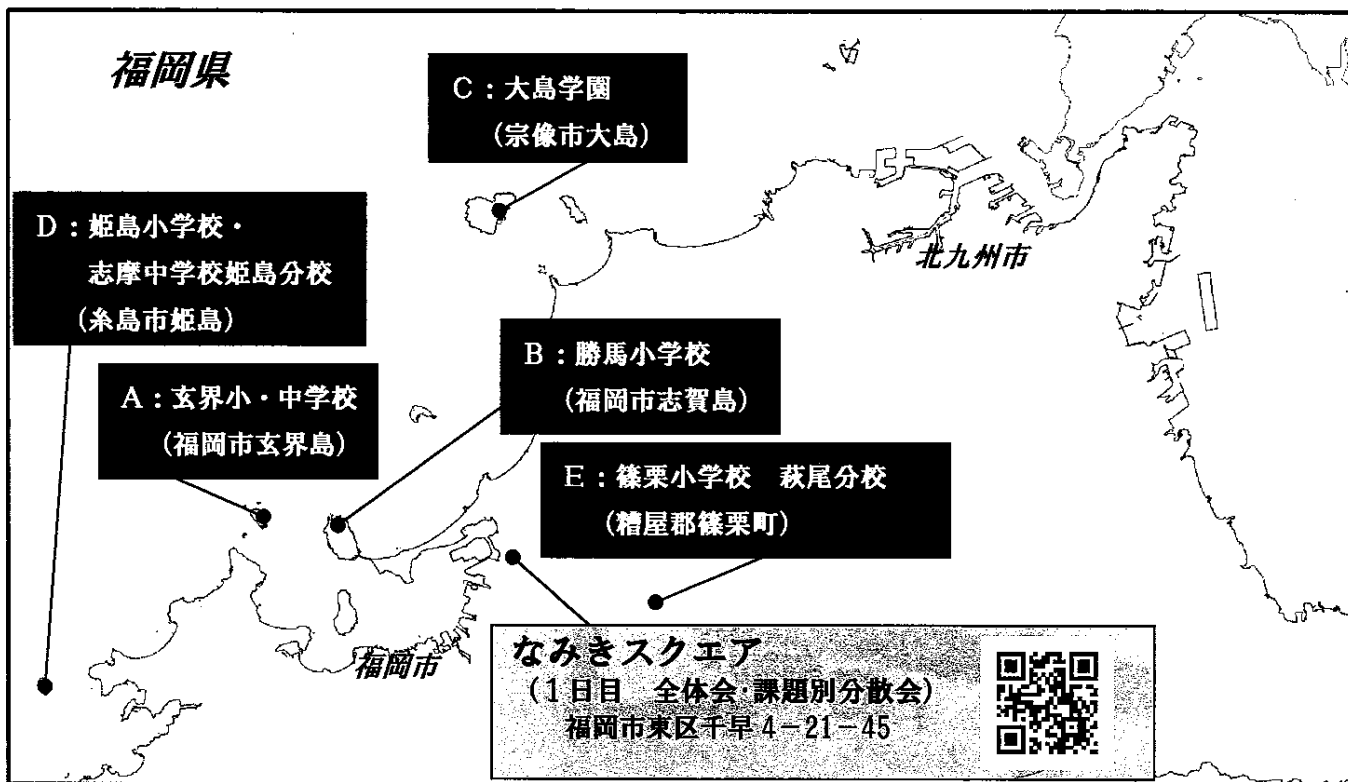 福岡県
C：大島学園
(宗像市大島)
D：姫島小学校・
志摩中学校姫島分校
(糸島市姫島)
北九州市
B：勝馬小学校
(福岡市志賀島)
A：玄界小・中学校
(福岡市玄界島)
E：篠栗小学校　萩尾分校
(糟屋郡篠栗町)
福岡市
なみきスクエア
(1日目　全体会・課題別分散会)
福岡市東区千早4－21－45